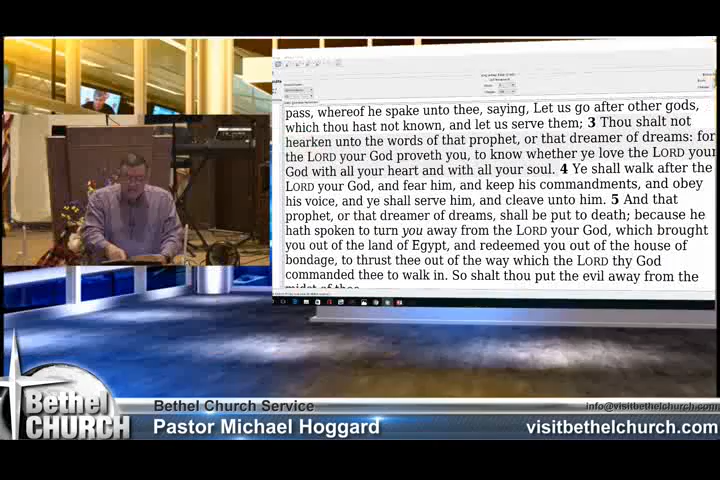 pass, whereof he spake unto thee, saying, Let us go after other gods,
which thou hast not known, and let us serve them; 3 Thou shalt not
hearken unto the words of that prophet, or that dreamer of dreams: for
the LORD your God proveth you, to know whether ye love the LORD your
God with all your heart and with all your soul. 4 Ye shall walk after the
LORD your God, and fear him, and keep his commandments, and obey
his voice, and ye shall serve him, and cleave unto him. 5 And that
prophet, or that dreamer of dreams, shall be put to death; because he
hath spoken to turn you away from the LORD your God, which brought
you out of the land of Egypt, and redeemed you out of the house of
bondage, to thrust thee out of the way which the LORD thy God
commanded thee to walk in. So shalt thou put the evil away from the
midst of thee
Bethel
CHURCH
Bethel Church Service
info@visitbethelchurch.com
Pastor Michael Hoggard
visitbethelchurch.com